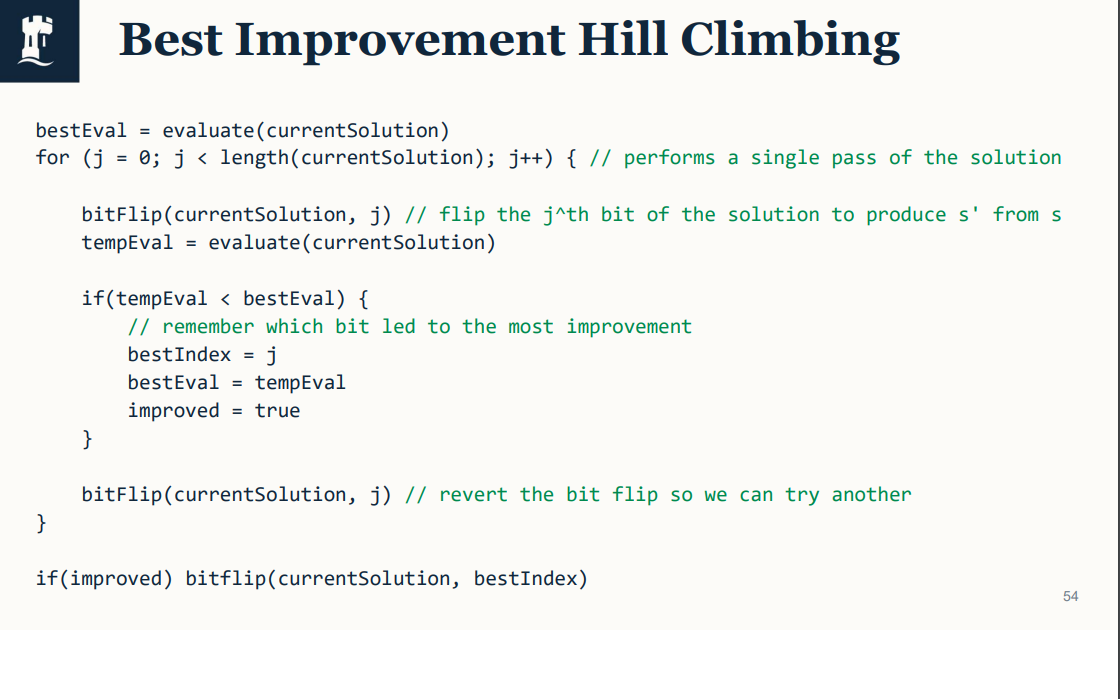 Best Improvement Hill Climbing
bestEval = evaluate(currentSolution)
for (j = 0; j < length(currentSolution); j++) { // performs a single pass of the solution
bitFlip(currentSolution, j) // flip the j^th bit of the solution to produce s' from s
tempEval = evaluate(currentSolution)
if(tempEval < bestEval) {
// remember which bit led to the most improvement
bestIndex = j
bestEval = tempEval
improved = true
}
bitFlip(currentSolution, j) // revert the bit flip so we can try another
}
if(improved) bitflip(currentSolution, bestIndex)
54